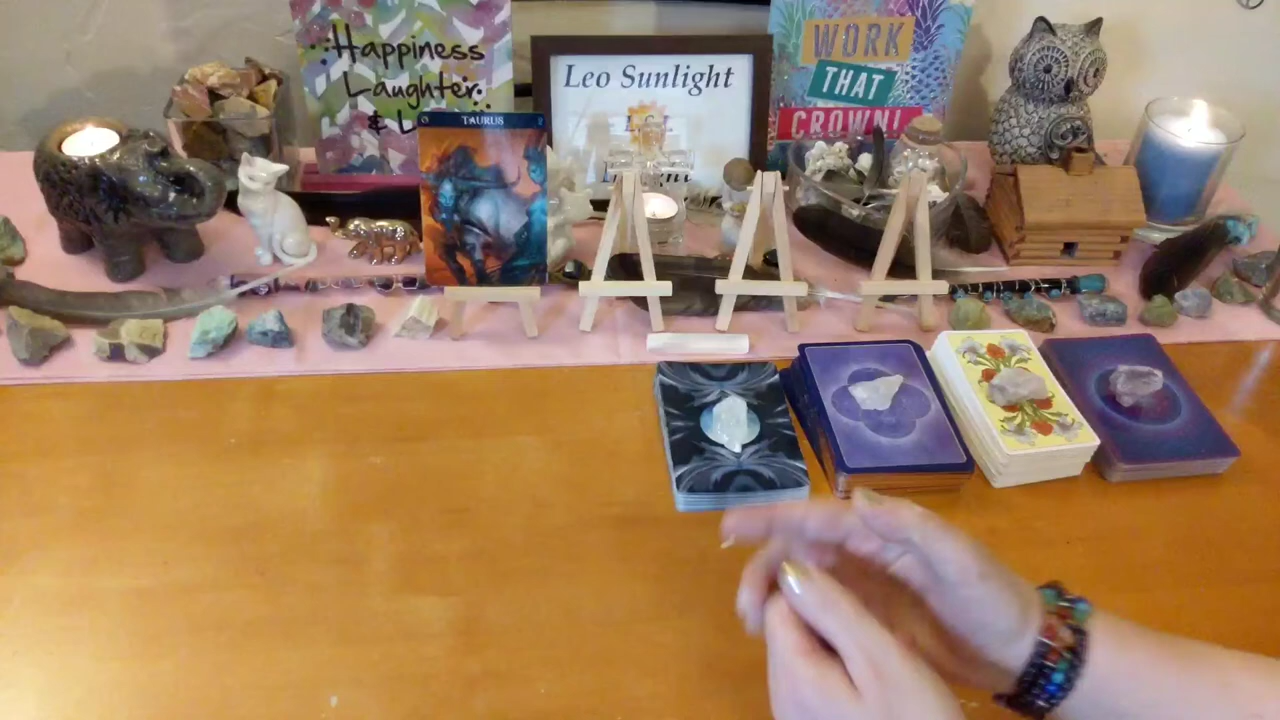 Happiness
Laughter
&
Leo Sunlight
WORK
THAT
CROWN!
TAURUS